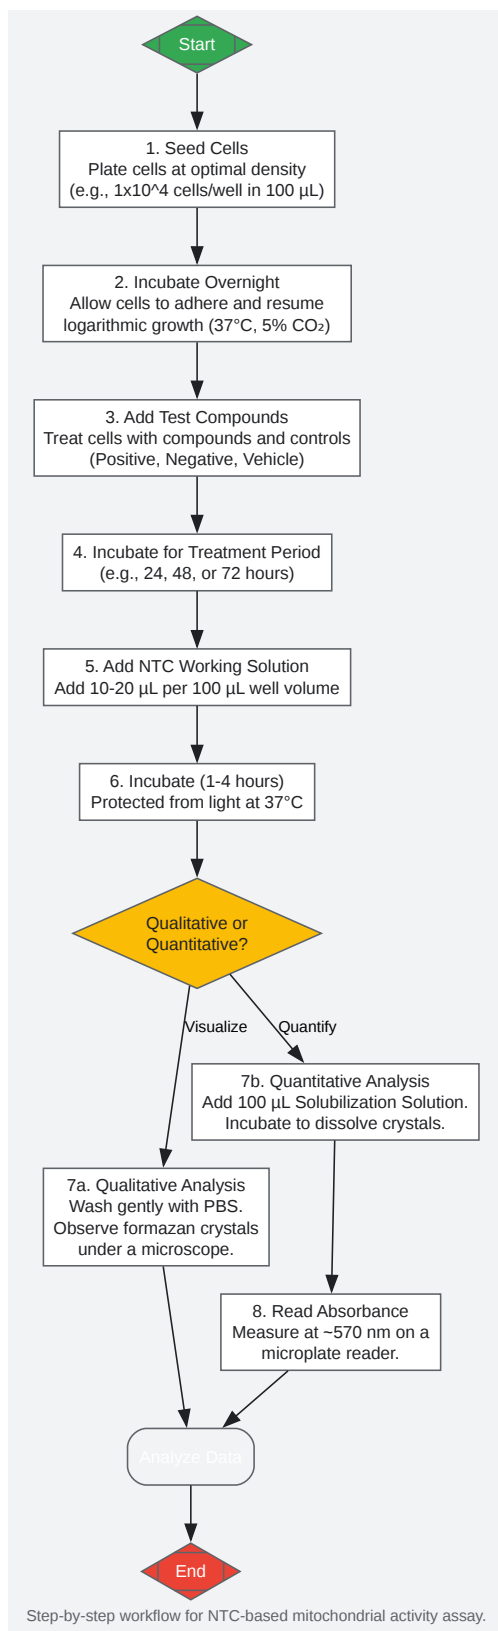 Start
1. Seed Cells
Plate cells at optimal density
(e.g., 1x10^4 cells/well in 100 µL)
2. Incubate Overnight
Allow cells to adhere and resume
logarithmic growth (37°C, 5% CO₂)
3. Add Test Compounds
Treat cells with compounds and controls
(Positive, Negative, Vehicle)
4. Incubate for Treatment Period
(e.g., 24, 48, or 72 hours)
5. Add NTC Working Solution
Add 10-20 µL per 100 µL well volume
6. Incubate (1-4 hours)
Protected from light at 37°C
Qualitative or
Quantitative?
Visualize
Quantify
7b. Quantitative Analysis
Add 100 µL Solubilization Solution.
Incubate to dissolve crystals.
7a. Qualitative Analysis
Wash gently with PBS.
Observe formazan crystals
under a microscope.
8. Read Absorbance
Measure at ~570 nm on a
microplate reader.
Analyze Data
End
Step-by-step workflow for NTC-based mitochondrial activity assay.